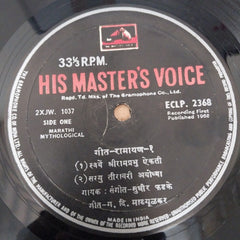 33⅓ R.P.M.
HIS MASTER'S VOICE
Regd. Td. Mks. of The Gramophone Co., Ltd.
2XJW. 1037
SIDE ONE
MARATHI
MYTHOLOGICAL
ECLP. 2368
Recording First
Published 1968
गीत-रामायण-१
(१) स्वये श्रीरामप्रभु ऐकती
(२) सरयू तीरावरी अयोध्या
गायक : संगीत-सुधीर फडके
गीत-ग. दि. माडगूळकर
MADE IN INDIA